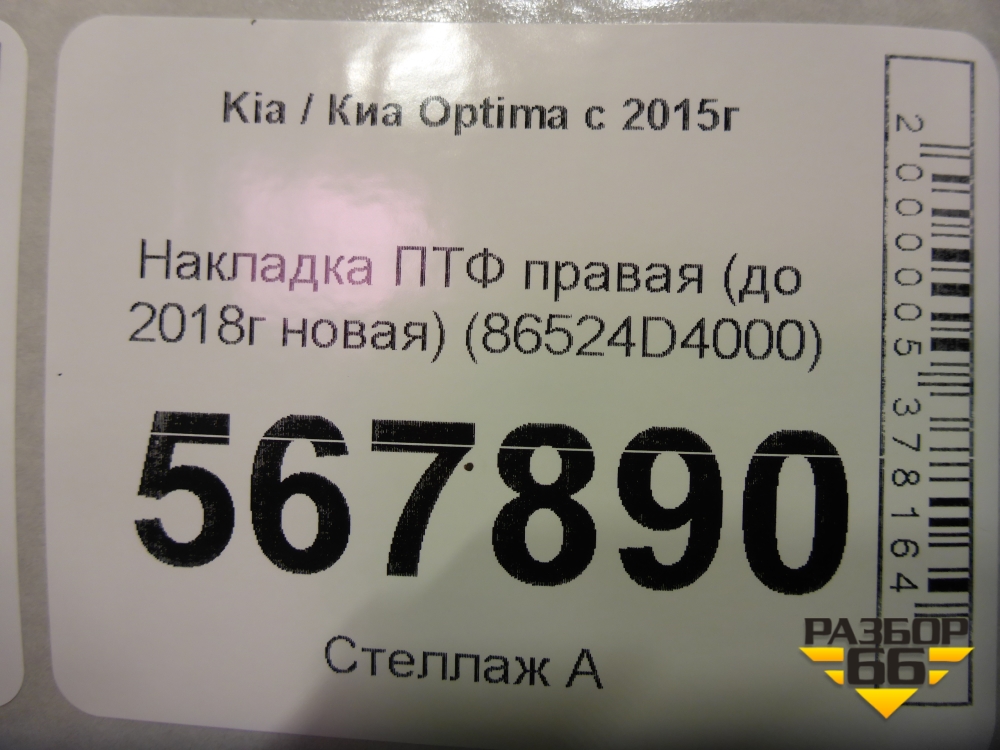 Kia / Киа Optima с 2015г
Накладка ПТФ правая (до
2018г новая) (86524D4000)
567890
Стеллаж А
2000005378164
РАЗБОР
66